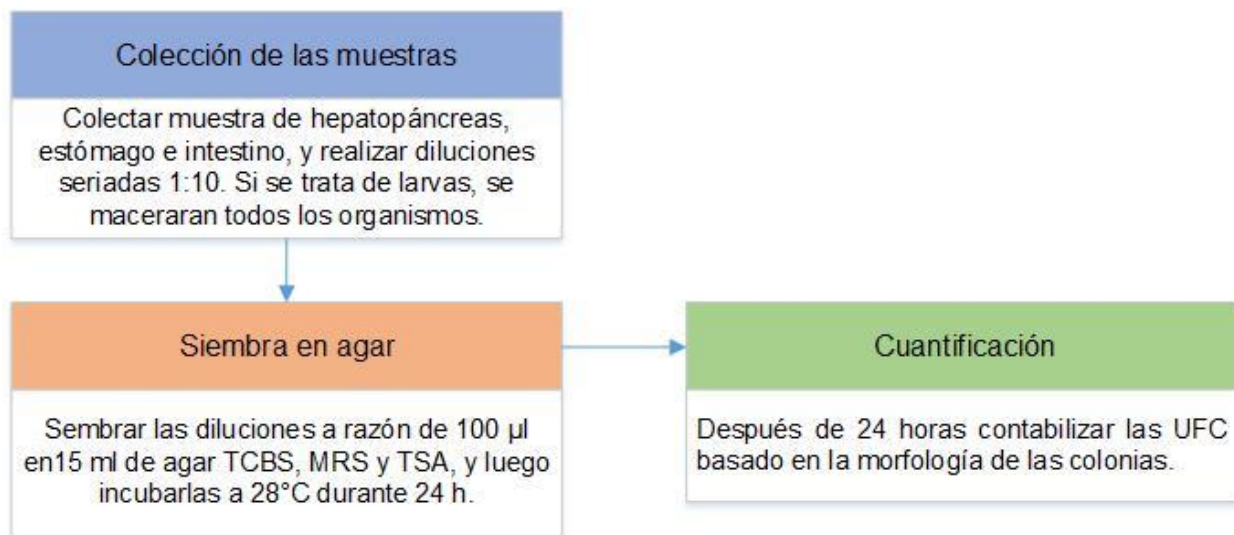 Colección de las muestras
Colectar muestra de hepatopáncreas,
estómago e intestino, y realizar diluciones
seriadas 1:10. Si se trata de larvas, se
maceraran todos los organismos.
Siembra en agar
Sembrar las diluciones a razón de 100 µl
en15 ml de agar TCBS, MRS y TSA, y luego
incubarlas a 28°C durante 24 h.
Cuantificación
Después de 24 horas contabilizar las UFC
basado en la morfología de las colonias.